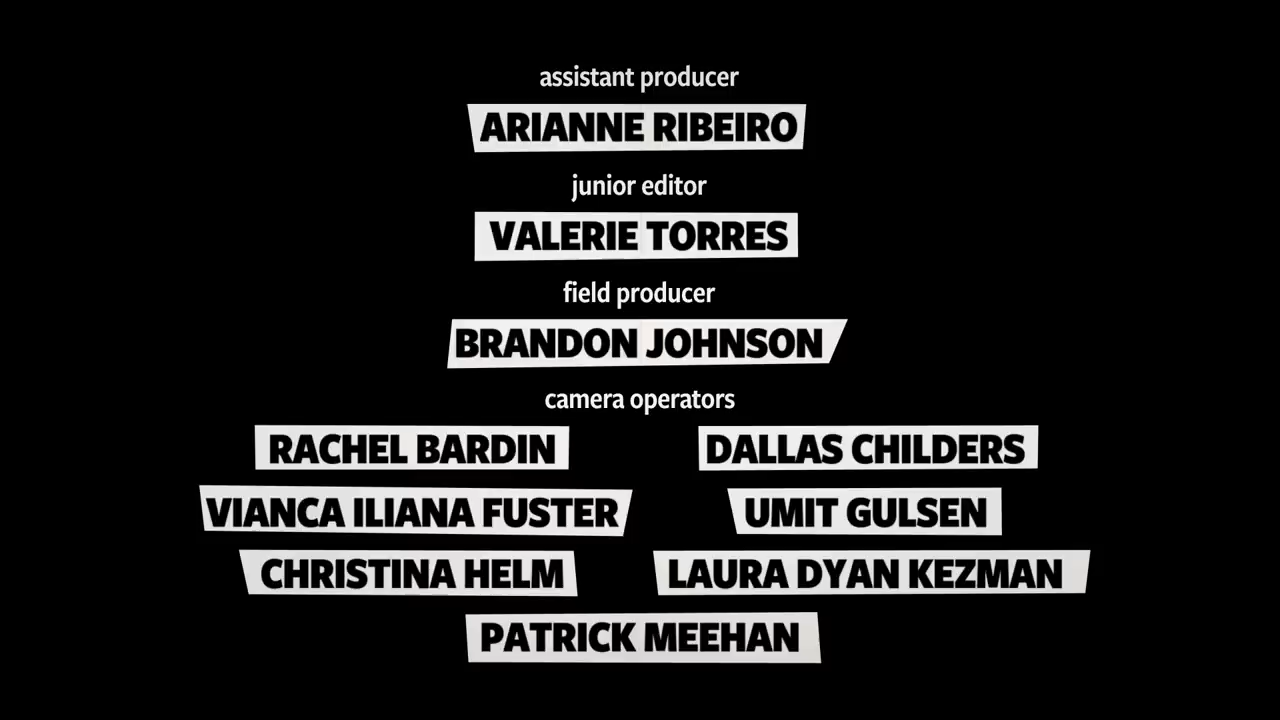 assistant producer
ARIANNE RIBEIRO
junior editor
VALERIE TORRES
field producer
BRANDON JOHNSON
camera operators
RACHEL BARDIN DALLAS CHILDERS
VIANCA ILIANA FUSTER UMIT GULSEN
CHRISTINA HELM LAURA DYAN KEZMAN
PATRICK MEEHAN